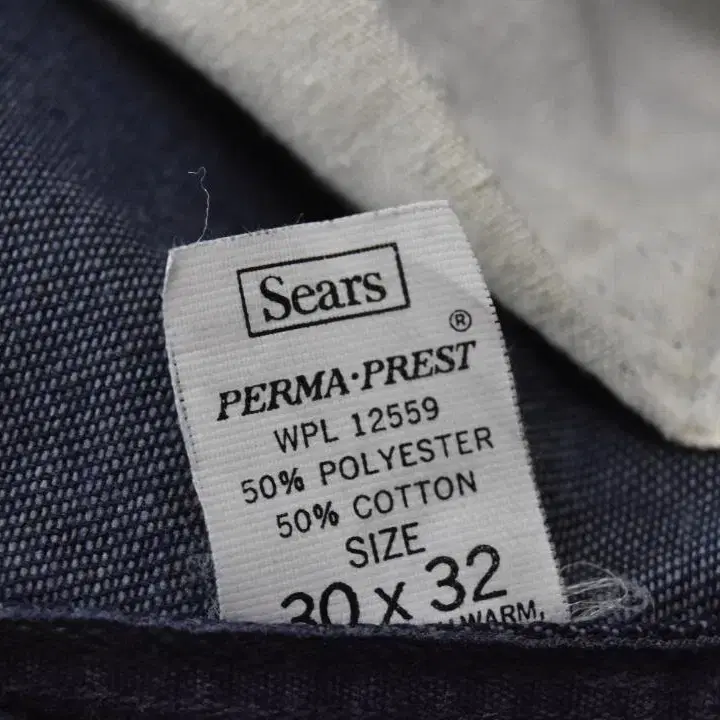 Sears
®
PERMA·PREST
WPL 12559
50% POLYESTER
50% COTTON
SIZE
30 x 32
WARM,